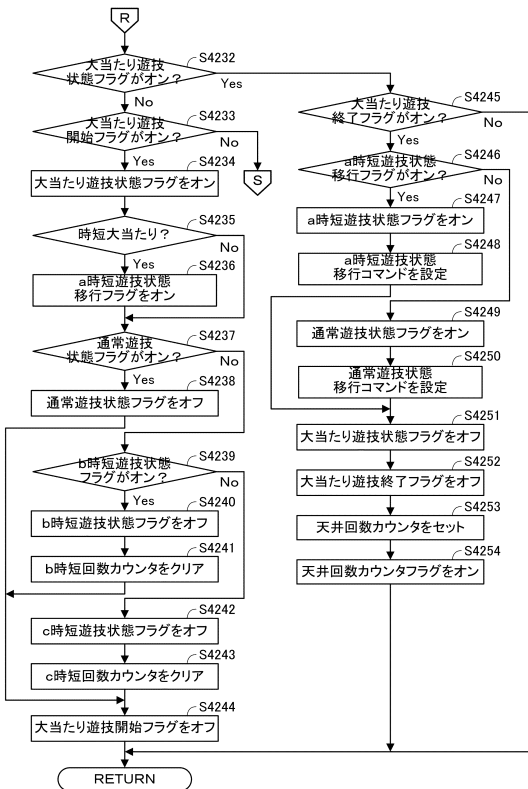 R
大当たり遊技
状態フラグがオン?
S4232
Yes
No
大当たり遊技
開始フラグがオン?
S4233
No
Yes
S
S4234
大当たり遊技状態フラグをオン
時短大当たり?
S4235
No
Yes
S4236
a時短遊技状態
移行フラグをオン
通常遊技
状態フラグがオン?
S4237
No
Yes
S4238
通常遊技状態フラグをオフ
b時短遊技状態
フラグがオン?
S4239
No
Yes
S4240
b時短遊技状態フラグをオフ
S4241
b時短回数カウンタをクリア
S4242
c時短遊技状態フラグをオフ
S4243
c時短回数カウンタをクリア
S4244
大当たり遊技開始フラグをオフ
RETURN
大当たり遊技
終了フラグがオン?
S4245
No
Yes
a時短遊技状態
移行フラグがオン?
S4246
No
Yes
S4247
a時短遊技状態フラグをオン
S4248
a時短遊技状態
移行コマンドを設定
S4249
通常遊技状態フラグをオン
S4250
通常遊技状態
移行コマンドを設定
S4251
大当たり遊技状態フラグをオフ
S4252
大当たり遊技終了フラグをオフ
S4253
天井回数カウンタをセット
S4254
天井回数カウンタフラグをオン